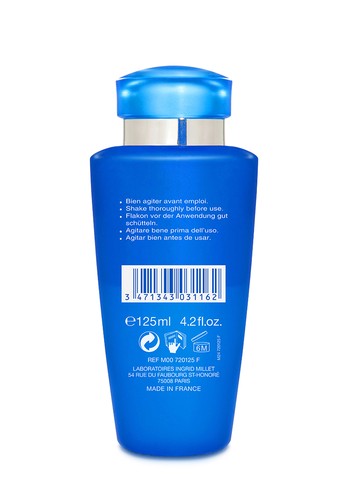 • Bien agiter avant emploi.
• Shake thoroughly before use.
• Flakon vor der Anwendung gut
schütteln.
• Agitare bene prima dell'uso.
• Agitar bien antes de usar.
3 471343 031162
℮125ml 4.2fl.oz.
6M
REF M00 720125 F
LABORATOIRES INGRID MILLET
54 RUE DU FAUBOURG ST-HONORÉ
75008 PARIS
MADE IN FRANCE